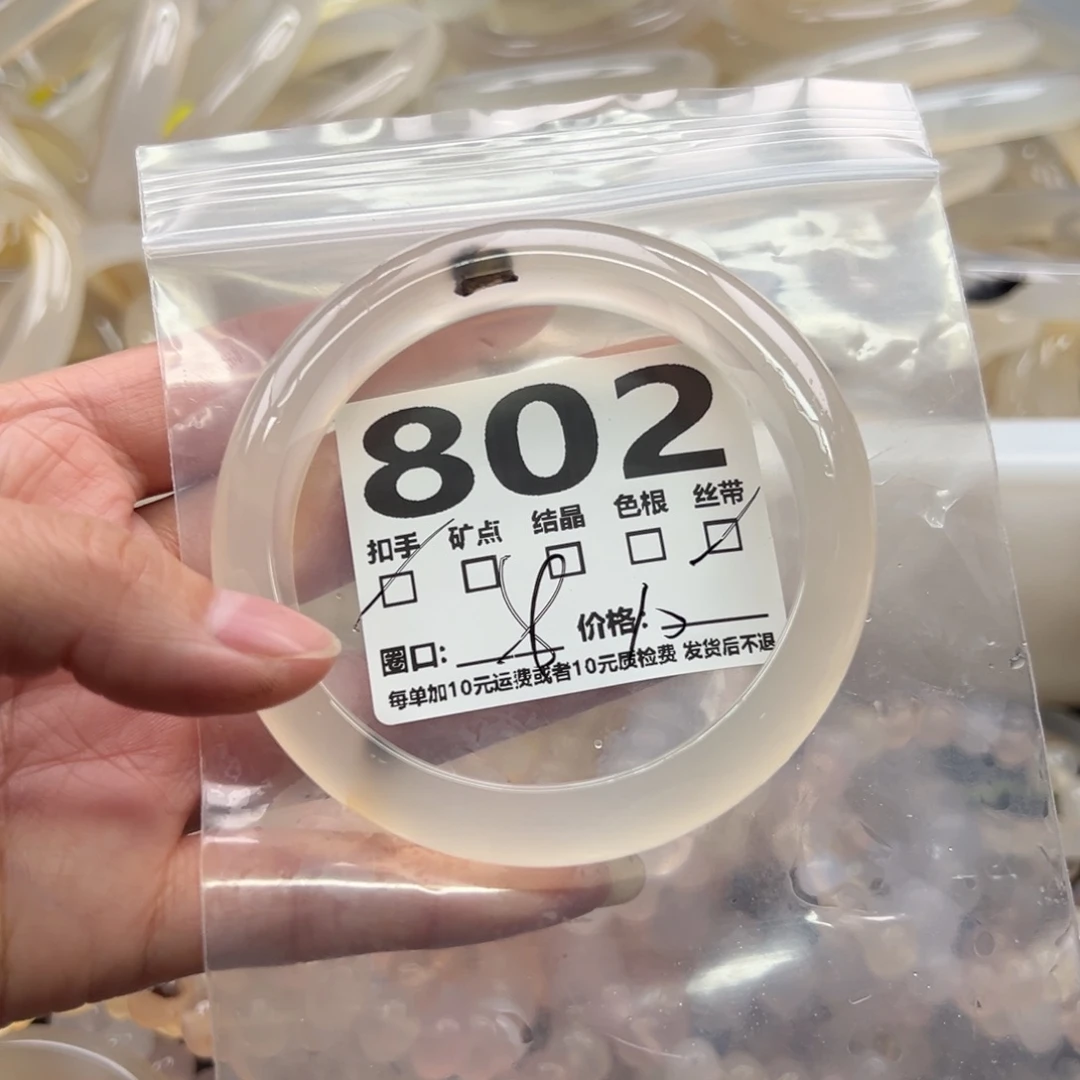 802
扣手 矿点 结晶 色根 丝带
圈口: 价格:
每单加10元运费或者10元质检费 发货后不退